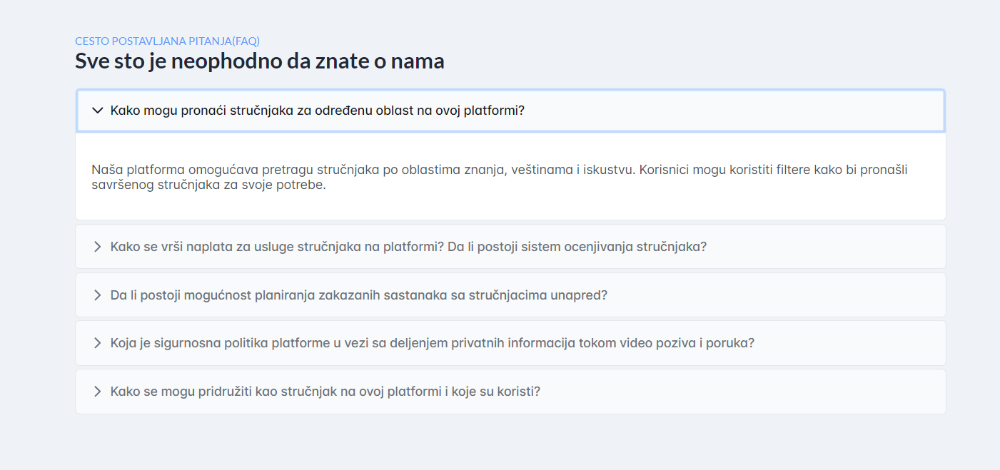 CESTO POSTAVLJANA PITANJA(FAQ)
Sve sto je neophodno da znate o nama
Kako mogu pronaći stručnjaka za određenu oblast na ovoj platformi?
Naša platforma omogućava pretragu stručnjaka po oblastima znanja, veštinama i iskustvu. Korisnici mogu koristiti filtere kako bi pronašli
savršenog stručnjaka za svoje potrebe.
Kako se vrši naplata za usluge stručnjaka na platformi? Da li postoji sistem ocenjivanja stručnjaka?
Da li postoji mogućnost planiranja zakazanih sastanaka sa stručnjacima unapred?
Koja je sigurnosna politika platforme u vezi sa deljenjem privatnih informacija tokom video poziva i poruka?
Kako se mogu pridružiti kao stručnjak na ovoj platformi i koje su koristi?